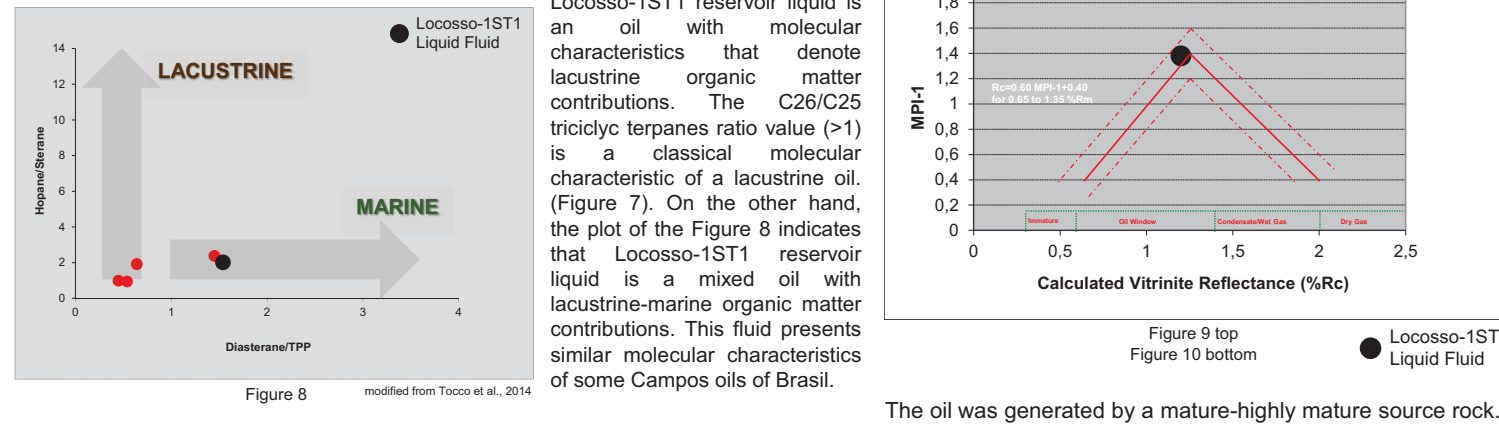 Locosso-1ST1
Liquid Fluid
14
12
10
8
6
4
2
0
Hopane/Sterane
LACUSTRINE
MARINE
0 1 2 3 4
Diasterane/TPP
Figure 8
modified from Tocco et al., 2014
Locosso-1ST1 reservoir liquid is
an oil with molecular
characteristics that denote
lacustrine organic matter
contributions. The C26/C25
triciclyc terpanes ratio value (>1)
is a classical molecular
characteristic of a lacustrine oil.
(Figure 7). On the other hand,
the plot of the Figure 8 indicates
that Locosso-1ST1 reservoir
liquid is a mixed oil with
lacustrine-marine organic matter
contributions. This fluid presents
similar molecular characteristics
of some Campos oils of Brasil.
1,8
1,6
1,4
1,2
1
0,8
0,6
0,4
0,2
0
MPI-1
Rc=0.60 MPI-1+0.40
for 0.65 to 1.35 %Rm
Immature Oil Window Condensate/Wet Gas Dry Gas
0 0,5 1 1,5 2 2,5
Calculated Vitrinite Reflectance (%Rc)
Figure 9 top
Figure 10 bottom
Locosso-1ST
Liquid Fluid
The oil was generated by a mature-highly mature source rock.